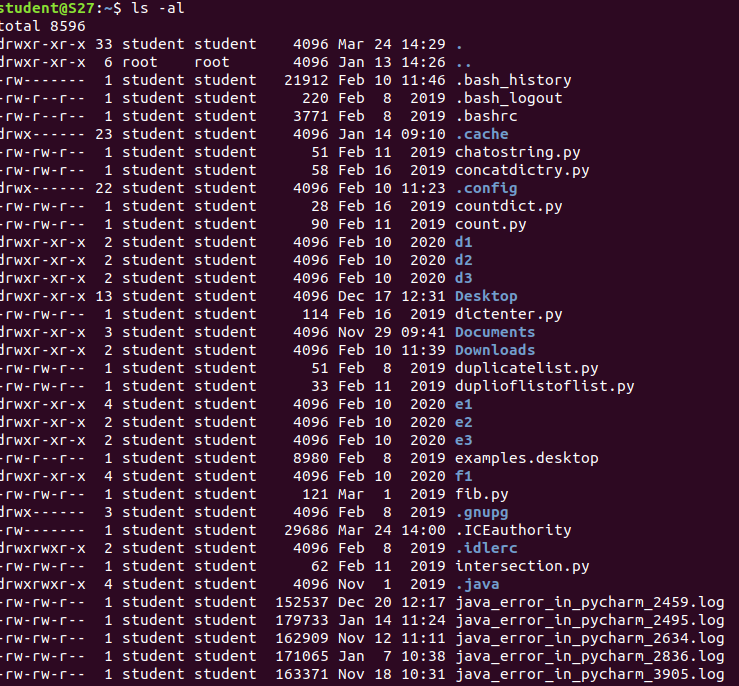 student@S27:~$ ls -al
total 8596
drwxr-xr-x 33 student student 4096 Mar 24 14:29 .
drwxr-xr-x 6 root root 4096 Jan 13 14:26 ..
-rw------- 1 student student 21912 Feb 10 11:46 .bash_history
-rw-r--r-- 1 student student 220 Feb 8 2019 .bash_logout
-rw-r--r-- 1 student student 3771 Feb 8 2019 .bashrc
drwx------ 23 student student 4096 Jan 14 09:10 .cache
-rw-rw-r-- 1 student student 51 Feb 11 2019 chatostring.py
-rw-rw-r-- 1 student student 58 Feb 16 2019 concatdictry.py
drwx------ 22 student student 4096 Feb 10 11:23 .config
-rw-rw-r-- 1 student student 28 Feb 16 2019 countdict.py
-rw-rw-r-- 1 student student 90 Feb 11 2019 count.py
drwxr-xr-x 2 student student 4096 Feb 10 2020 d1
drwxr-xr-x 2 student student 4096 Feb 10 2020 d2
drwxr-xr-x 2 student student 4096 Feb 10 2020 d3
drwxr-xr-x 13 student student 4096 Dec 17 12:31 Desktop
-rw-rw-r-- 1 student student 114 Feb 16 2019 dictenter.py
drwxr-xr-x 3 student student 4096 Nov 29 09:41 Documents
drwxr-xr-x 2 student student 4096 Feb 10 11:39 Downloads
-rw-rw-r-- 1 student student 51 Feb 8 2019 duplicatelist.py
-rw-rw-r-- 1 student student 33 Feb 11 2019 duplioflistoflist.py
drwxr-xr-x 4 student student 4096 Feb 10 2020 e1
drwxr-xr-x 2 student student 4096 Feb 10 2020 e2
drwxr-xr-x 2 student student 4096 Feb 10 2020 e3
-rw-r--r-- 1 student student 8980 Feb 8 2019 examples.desktop
drwxr-xr-x 4 student student 4096 Feb 10 2020 f1
-rw-rw-r-- 1 student student 121 Mar 1 2019 fib.py
drwx------ 3 student student 4096 Feb 8 2019 .gnupg
-rw------- 1 student student 29686 Mar 24 14:00 .ICEauthority
drwxrwxr-x 2 student student 4096 Feb 8 2019 .idlerc
-rw-rw-r-- 1 student student 62 Feb 11 2019 intersection.py
drwxrwxr-x 4 student student 4096 Nov 1 2019 .java
-rw-rw-r-- 1 student student 152537 Dec 20 12:17 java_error_in_pycharm_2459.log
-rw-rw-r-- 1 student student 179733 Jan 14 11:24 java_error_in_pycharm_2495.log
-rw-rw-r-- 1 student student 162909 Nov 12 11:11 java_error_in_pycharm_2634.log
-rw-rw-r-- 1 student student 171065 Jan 7 10:38 java_error_in_pycharm_2836.log
-rw-rw-r-- 1 student student 163371 Nov 18 10:31 java_error_in_pycharm_3905.log